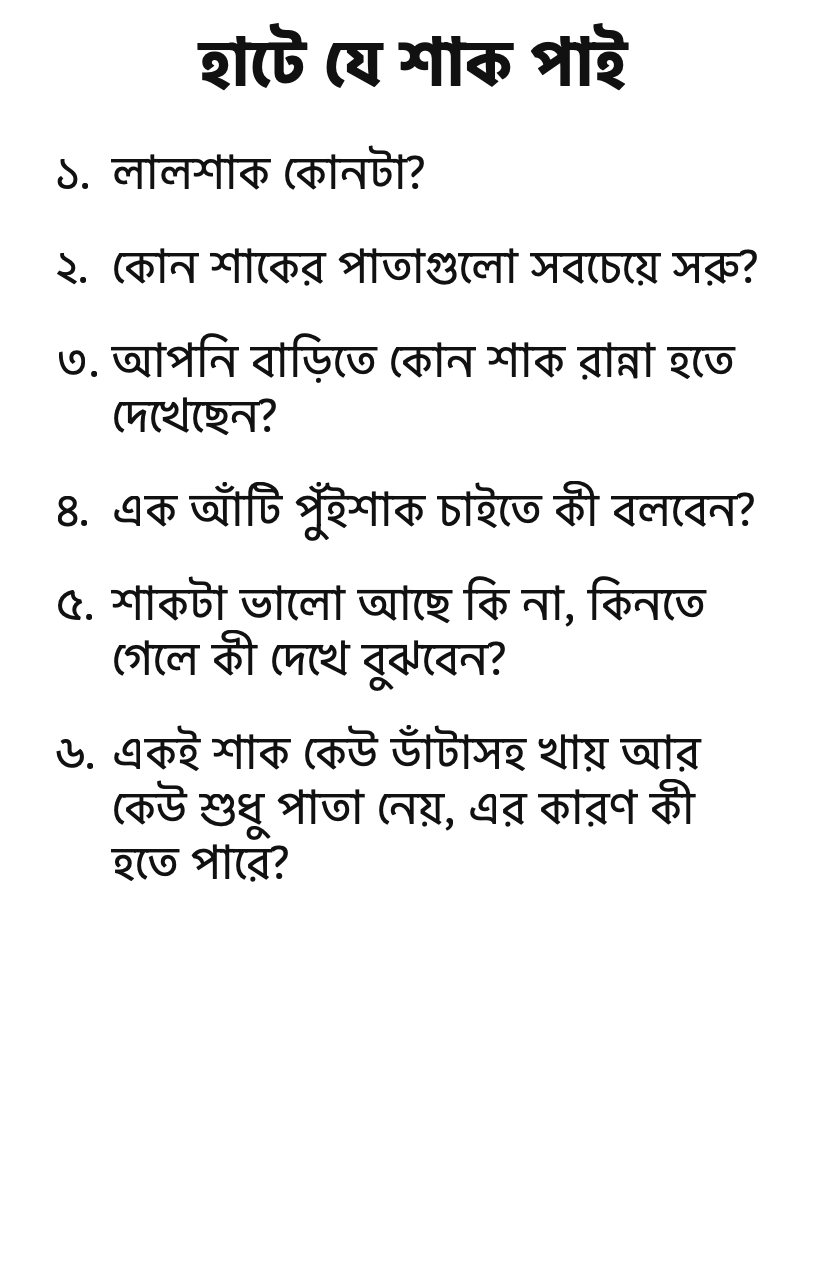 হাটে যে শাক পাই
১. লালশাক কোনটা?
২. কোন শাকের পাতাগুলো সবচেয়ে সরু?
৩. আপনি বাড়িতে কোন শাক রান্না হতে
দেখেছেন?
৪. এক আঁটি পুঁইশাক চাইতে কী বলবেন?
৫. শাকটা ভালো আছে কি না, কিনতে
গেলে কী দেখে বুঝবেন?
৬. একই শাক কেউ ডাঁটাসহ খায় আর
কেউ শুধু পাতা নেয়, এর কারণ কী
হতে পারে?